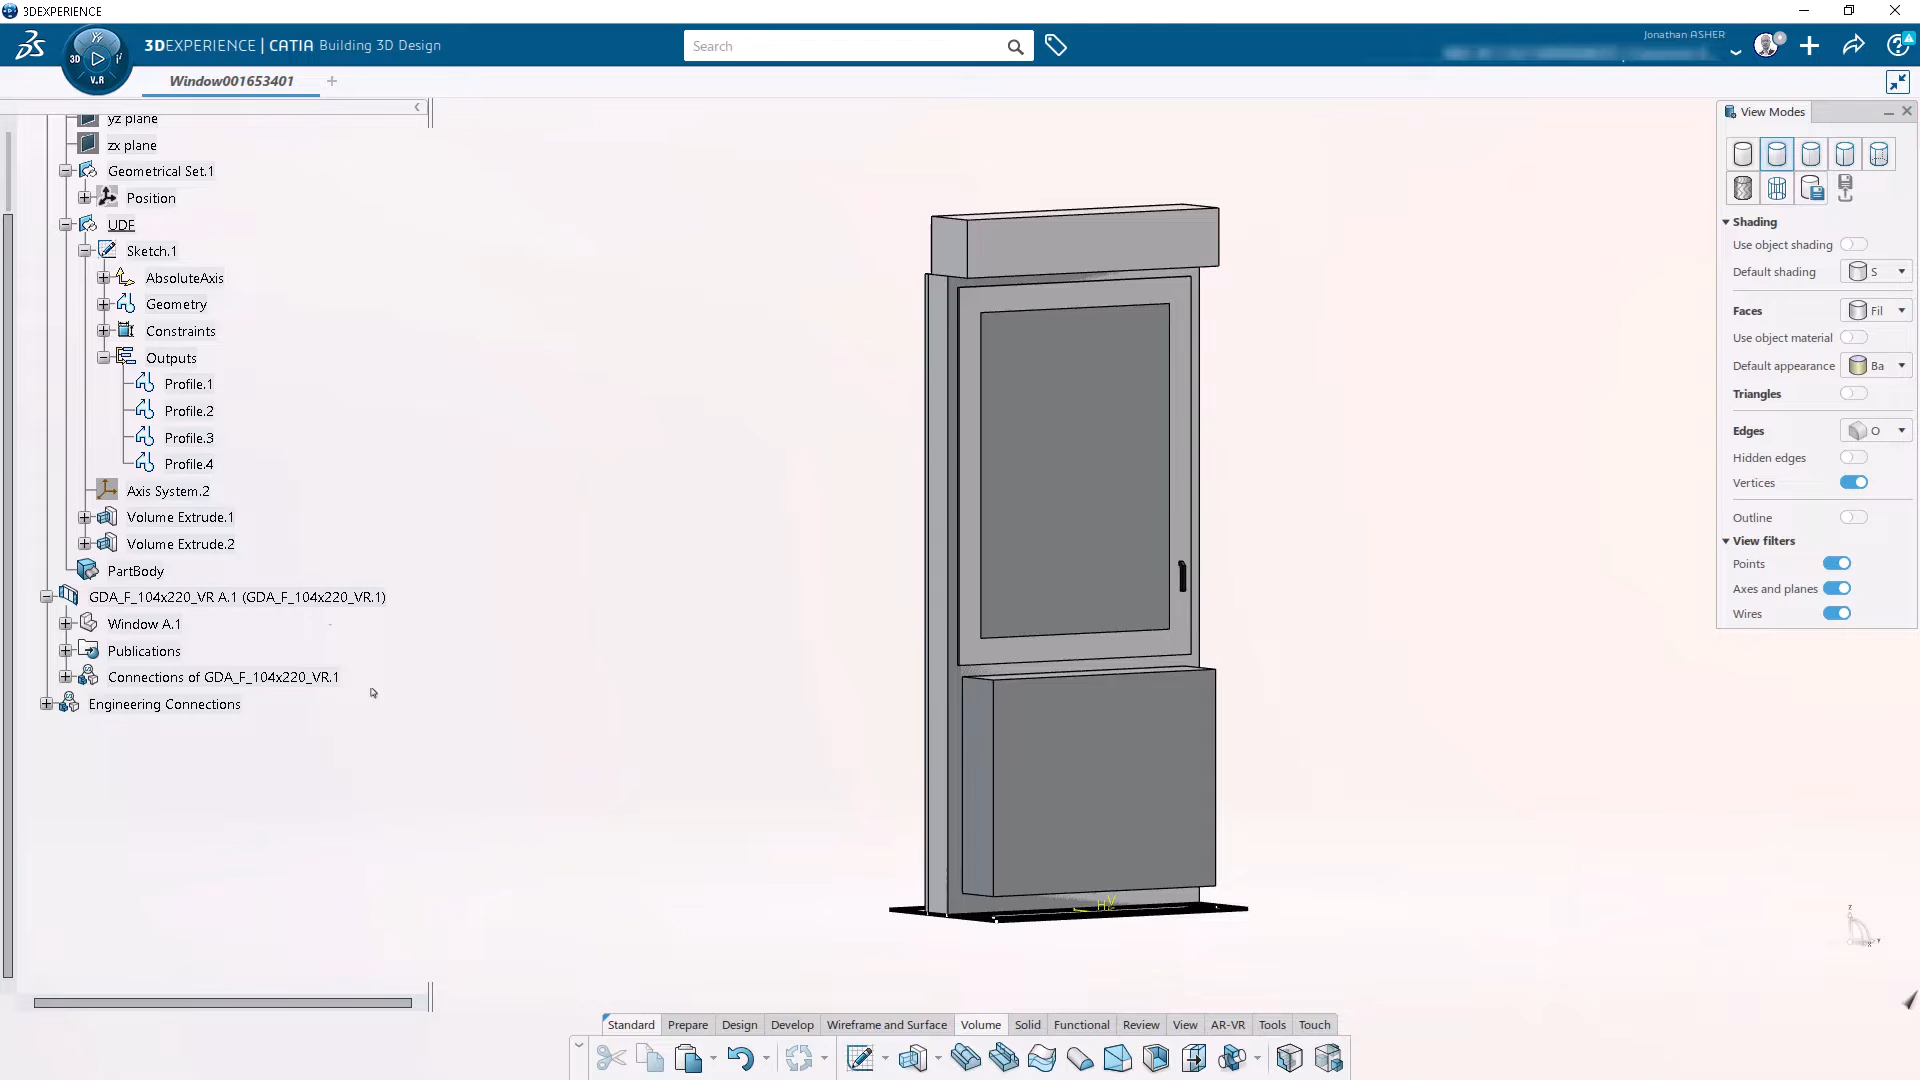 3DEXPERIENCE
3DEXPERIENCE | CATIA Building 3D Design
3D
V.R
Search
Jonathan ASHER
Window001653401
yz plane
zx plane
Geometrical Set.1
Position
UDF
Sketch.1
AbsoluteAxis
Geometry
Constraints
Outputs
Profile.1
Profile.2
Profile.3
Profile.4
Axis System.2
Volume Extrude.1
Volume Extrude.2
PartBody
GDA_F_104x220_VR A.1 (GDA_F_104x220_VR.1)
Window A.1
Publications
Connections of GDA_F_104x220_VR.1
Engineering Connections
View Modes
Shading
Use object shading
Default shading S
Faces Fil
Use object material
Default appearance Ba
Triangles
Edges O
Hidden edges
Vertices
Outline
View filters
Points
Axes and planes
Wires
H V
z
y
x
Standard Prepare Design Develop Wireframe and Surface Volume Solid Functional Review View AR-VR Tools Touch